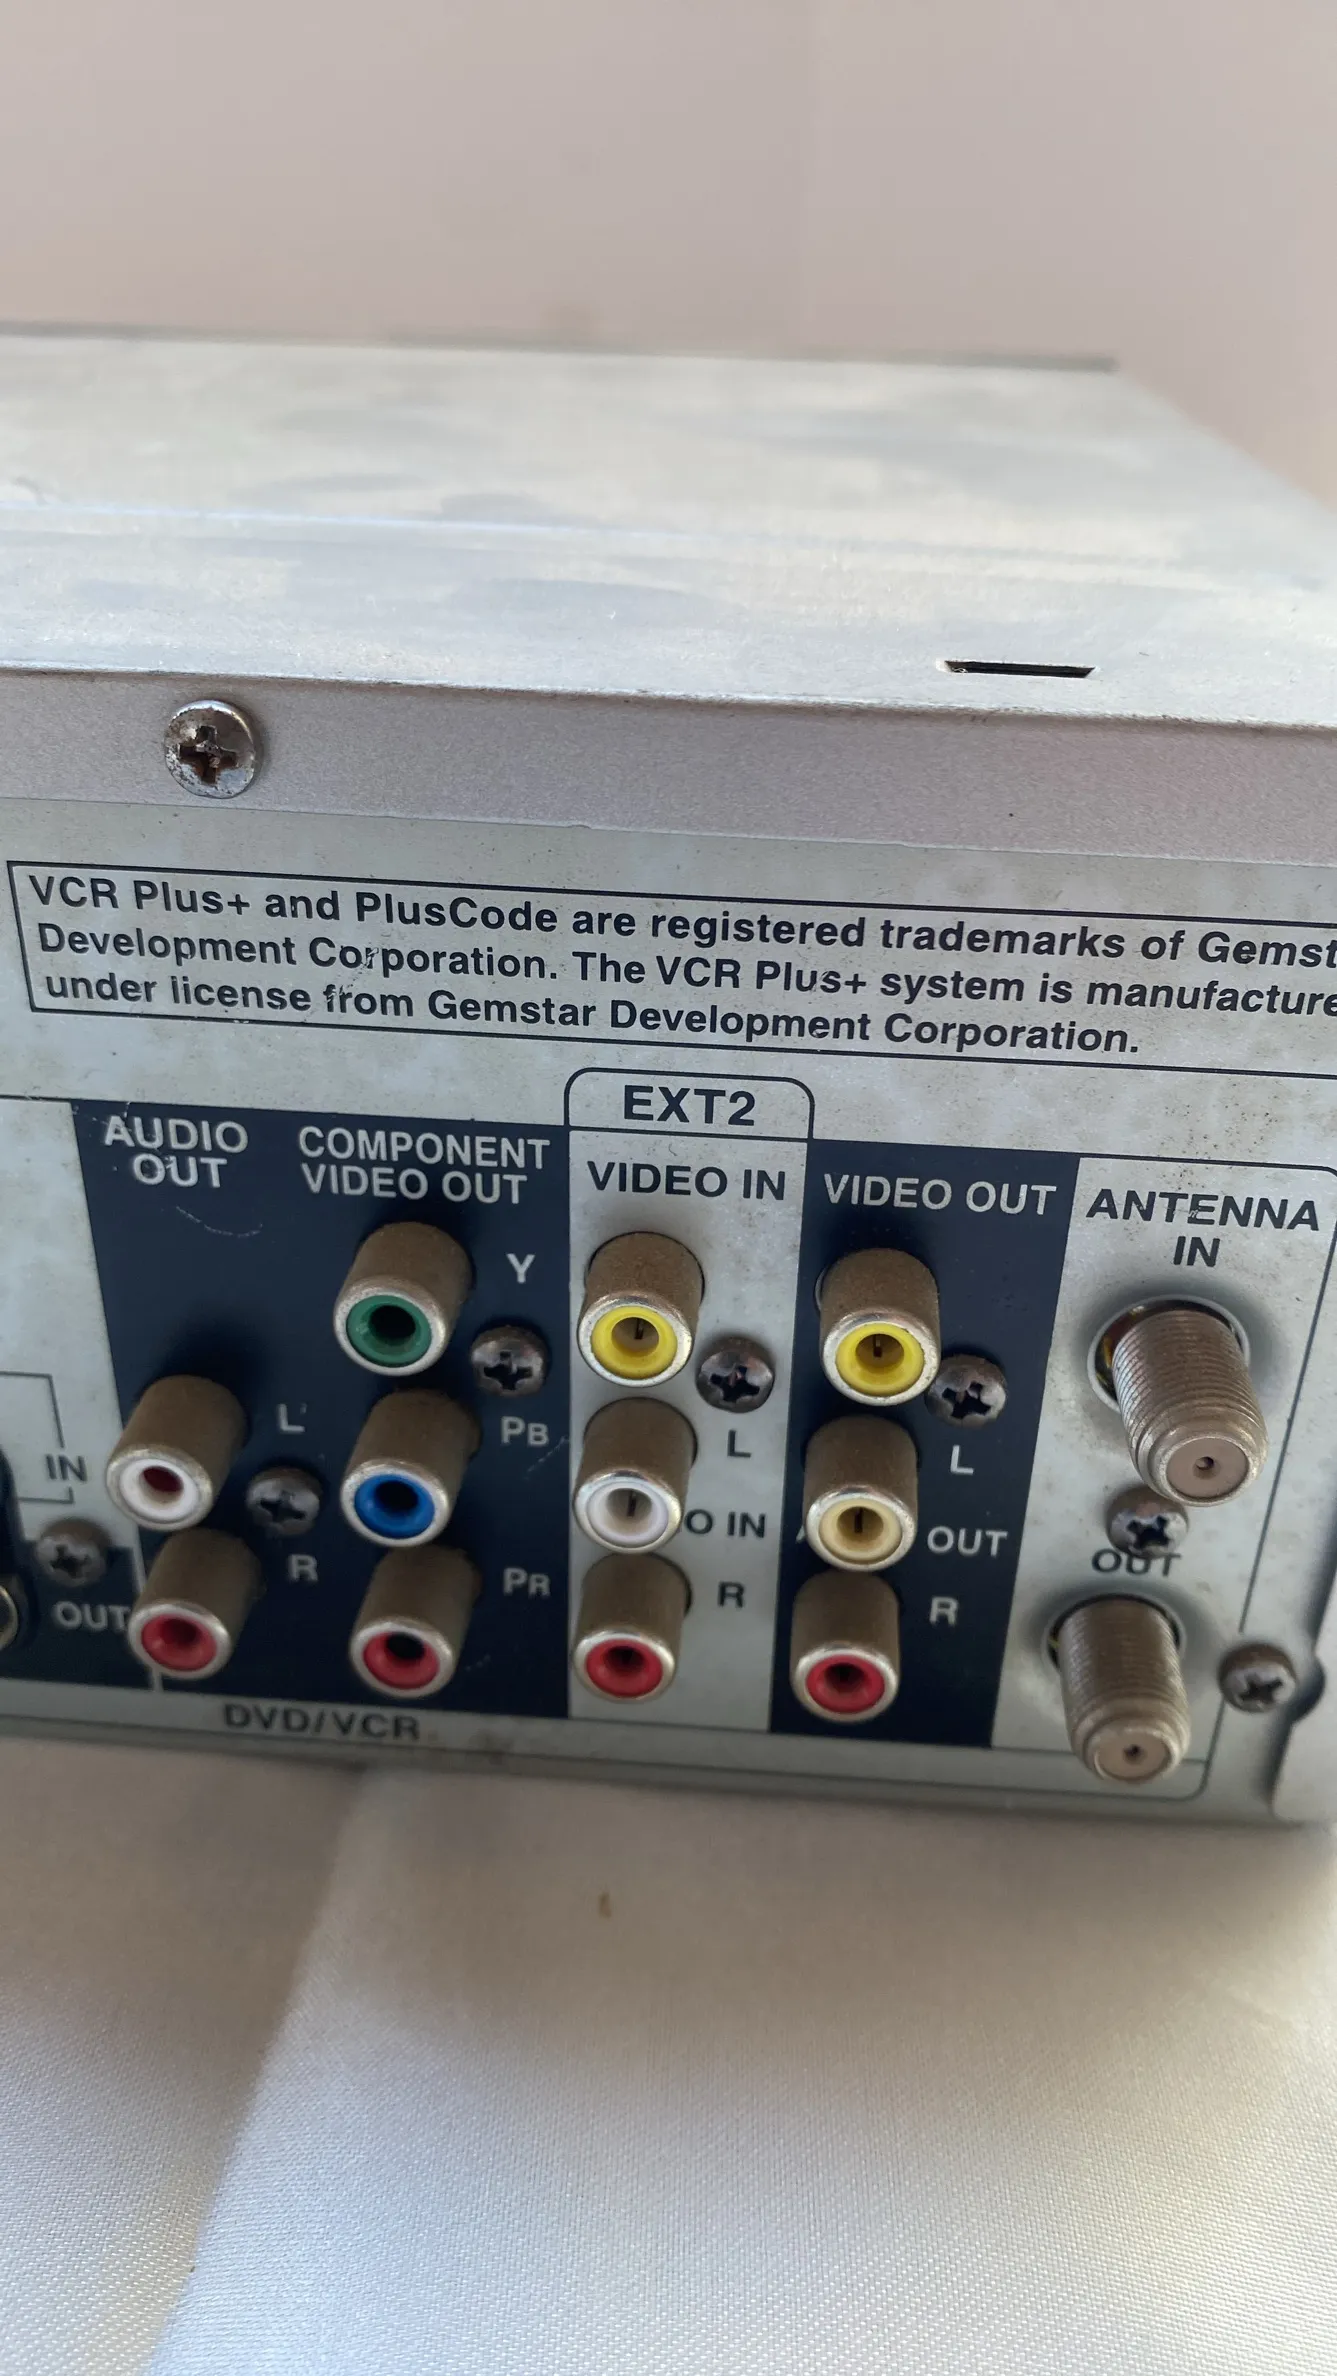 VCR Plus+ and PlusCode are registered trademarks of Gemst
Development Corporation. The VCR Plus+ system is manufacture
under license from Gemstar Development Corporation.
EXT2
AUDIO
OUT
COMPONENT
VIDEO OUT
VIDEO IN
VIDEO OUT
ANTENNA
IN
Y
L
PB
L
L
IN
O IN
OUT
OUT
R
PR
R
R
OUT
DVD/VCR